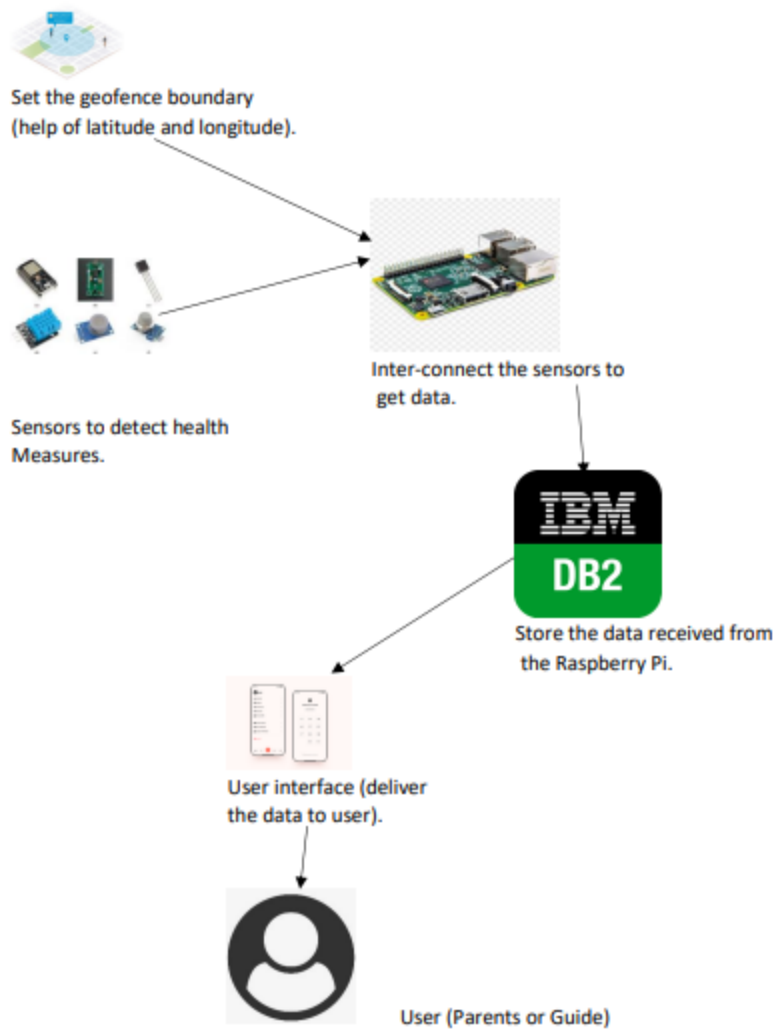 Set the geofence boundary
(help of latitude and longitude).
Inter-connect the sensors to
get data.
Sensors to detect health
Measures.
IBM
DB2
Store the data received from
the Raspberry Pi.
User interface (deliver
the data to user).
User (Parents or Guide)